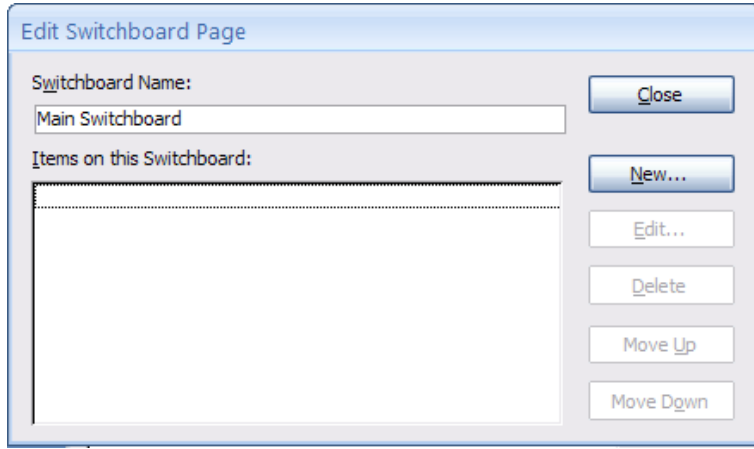 Edit Switchboard Page
Switchboard Name:
Close
Main Switchboard
Items on this Switchboard:
New...
Edit...
Delete
Move Up
Move Down